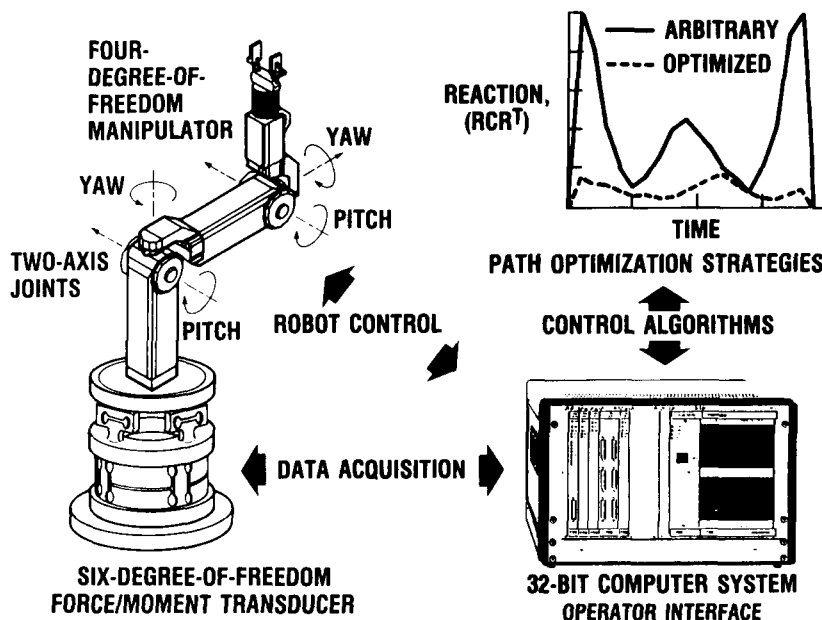 FOUR-
DEGREE-OF-
FREEDOM
MANIPULATOR
YAW
YAW
PITCH
TWO-AXIS
JOINTS
PITCH
ROBOT CONTROL
ARBITRARY
OPTIMIZED
REACTION,
(RCRᵀ)
TIME
PATH OPTIMIZATION STRATEGIES
CONTROL ALGORITHMS
DATA ACQUISITION
SIX-DEGREE-OF-FREEDOM
FORCE/MOMENT TRANSDUCER
32-BIT COMPUTER SYSTEM
OPERATOR INTERFACE